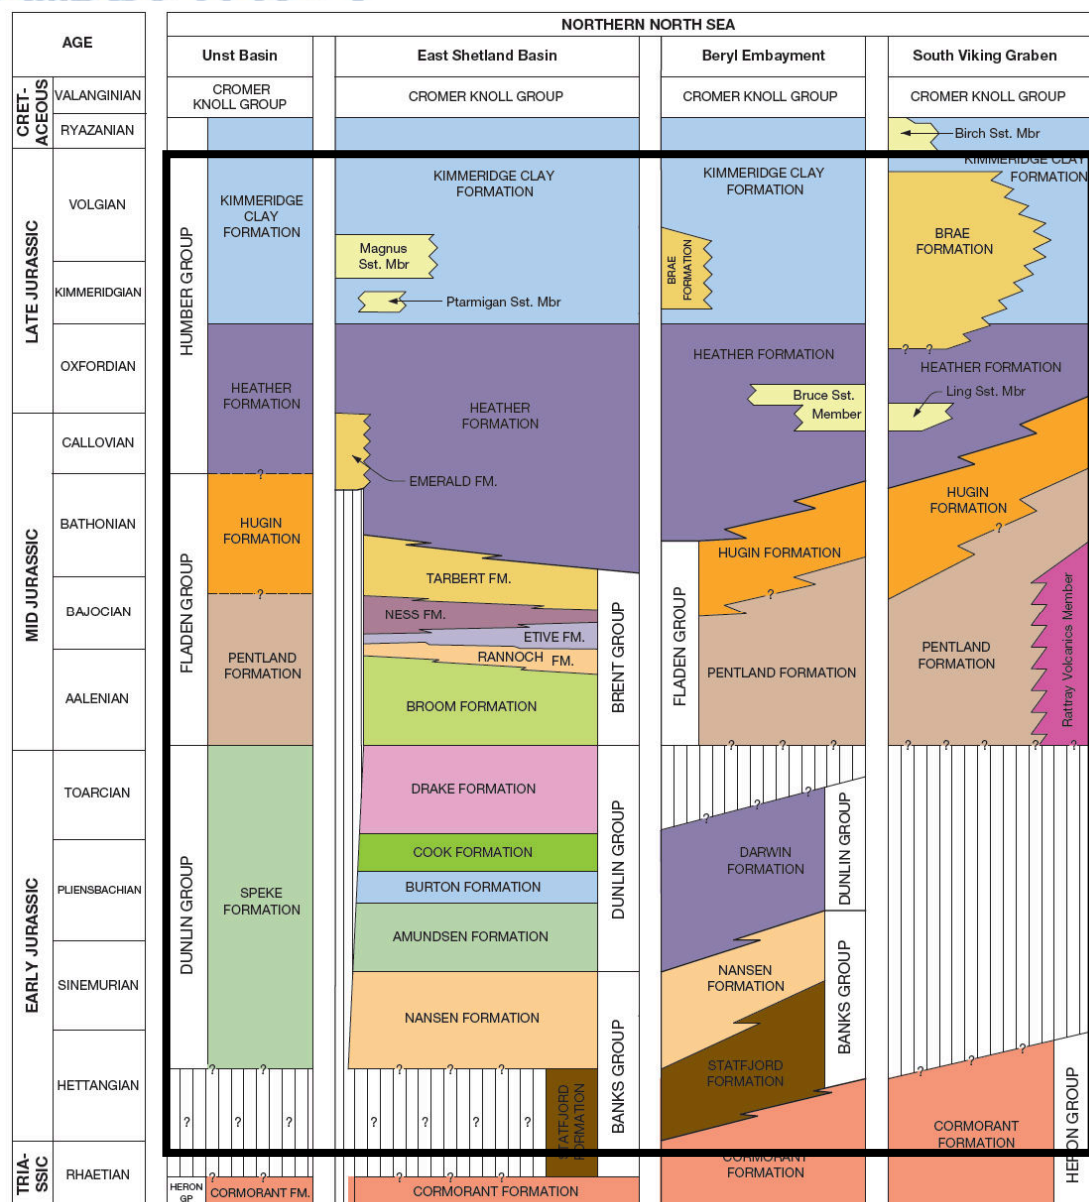 NORTHERN NORTH SEA
AGE
Unst Basin
East Shetland Basin
Beryl Embayment
South Viking Graben
CRET-
ACEOUS
VALANGINIAN
RYAZANIAN
LATE JURASSIC
VOLGIAN
KIMMERIDGIAN
OXFORDIAN
MID JURASSIC
CALLOVIAN
BATHONIAN
BAJOCIAN
AALENIAN
EARLY JURASSIC
TOARCIAN
PLIENSBACHIAN
SINEMURIAN
HETTANGIAN
TRIA-
SSIC
RHAETIAN
CROMER
KNOLL GROUP
HUMBER GROUP
KIMMERIDGE
CLAY
FORMATION
HEATHER
FORMATION
?
FLADEN GROUP
HUGIN
FORMATION
?
PENTLAND
FORMATION
DUNLIN GROUP
SPEKE
FORMATION
? ?
? ? ?
? ?
HERON
GP
CORMORANT FM.
CROMER KNOLL GROUP
KIMMERIDGE CLAY
FORMATION
Magnus
Sst. Mbr
Ptarmigan Sst. Mbr
HEATHER
FORMATION
EMERALD FM.
TARBERT FM.
NESS FM.
ETIVE FM.
RANNOCH FM.
BROOM FORMATION
BRENT GROUP
DRAKE FORMATION
COOK FORMATION
BURTON FORMATION
AMUNDSEN FORMATION
DUNLIN GROUP
NANSEN FORMATION
BANKS GROUP
?
? ?
? ?
STATFJORD
FORMATION
CORMORANT FORMATION
CROMER KNOLL GROUP
KIMMERIDGE CLAY
FORMATION
BRAE
FORMATION
HEATHER FORMATION
Bruce Sst.
Member
HUGIN FORMATION
?
FLADEN GROUP
PENTLAND FORMATION
? ? ?
? ? ?
DARWIN
FORMATION
DUNLIN GROUP
NANSEN
FORMATION
BANKS GROUP
STATFJORD
FORMATION
CORMORANT
FORMATION
CROMER KNOLL GROUP
Birch Sst. Mbr
KIMMERIDGE CLAY
FORMATION
BRAE
FORMATION
? ?
HEATHER FORMATION
Ling Sst. Mbr
HUGIN
FORMATION
?
PENTLAND
FORMATION
Rattray Volcanics Member
? ? ? ? ?
? ? ?
CORMORANT
FORMATION
HERON GROUP